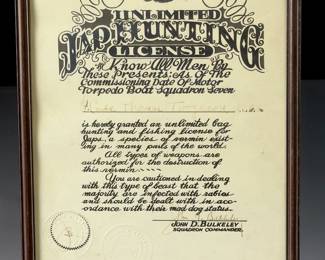 UNLIMITED
JAP HUNTING
LICENSE
Know All Men By
These Presents: As Of The
Commissioning Date Of Motor
Torpedo Boat Squadron Seven
is hereby granted an unlimited bag
hunting and fishing license for
Japs, a species of vermin exist-
ing in many parts of the world.
All types of weapons are
authorized for the destruction of
this vermin
You are cautioned in dealing
with this type of beast that the
majority are infected with rabies
and should be dealt with in acc-
ordance with their mad dog status.
JOHN D. BULKELEY
SQUADRON COMMANDER.